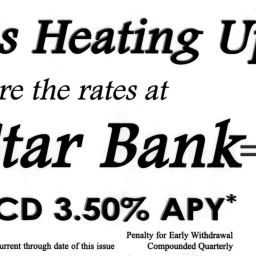 s Heating Up
re the rates at
tar Bank
CD 3.50% APY*
Penalty for Early Withdrawal
urrent through date of this issue Compounded Quarterly